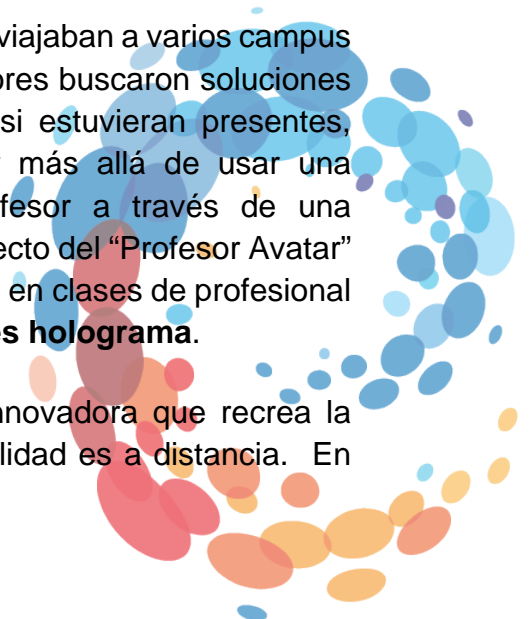 viajaban a varios campus
ores buscaron soluciones
si estuvieran presentes,
más allá de usar una
fesor a través de una
ecto del “Profesor Avatar”
en clases de profesional
es holograma.
nnovadora que recrea la
lidad es a distancia. En